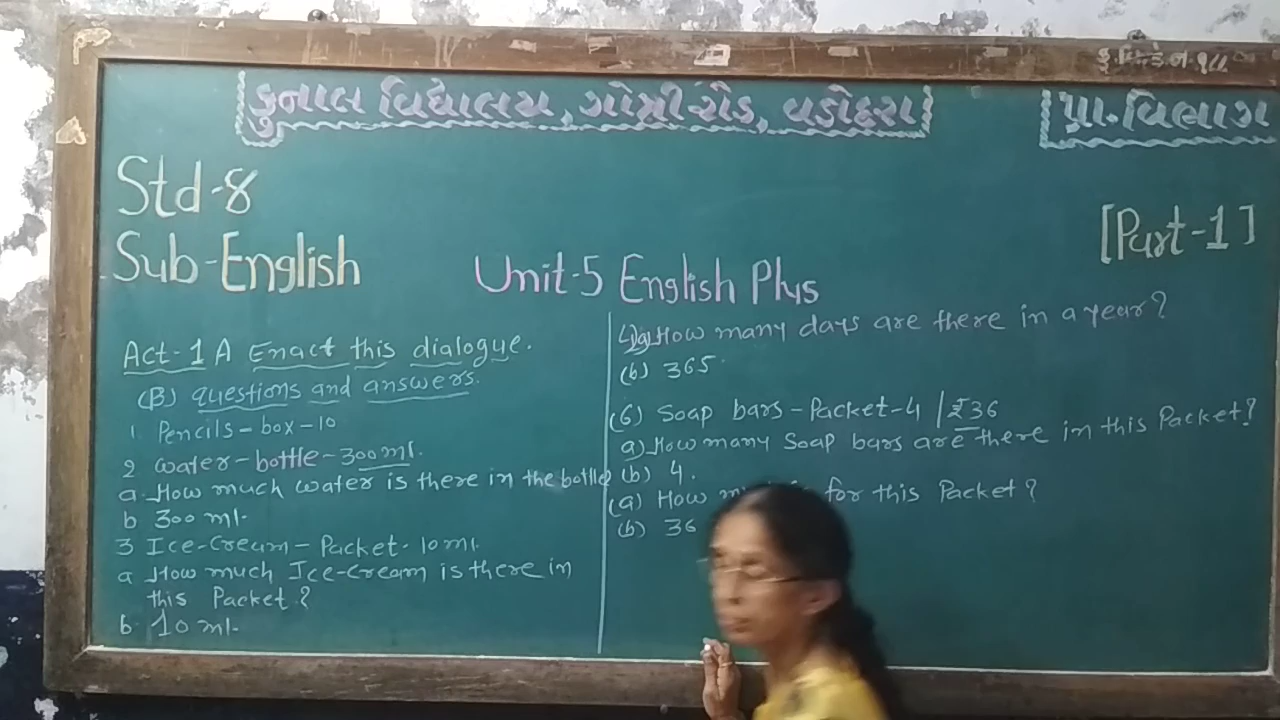 કુનાલ વિદ્યાલય, ગોત્રી રોડ, વડોદરા
પ્રા. વિભાગ
Std-8
Sub-English
[Part-1]
Unit-5 English Plus
Act-1 A Enact this dialogue.
(B) questions and answers.
1. Pencils-box-10
2 water-bottle-300ml.
a. How much water is there in the bottle
b 300 ml.
3 Ice-Cream-Packet-10ml.
a How much Ice-Cream is there in
this Packet?
b. 10 ml.
How many days are there in a year?
(b) 365.
(6) Soap bars-Packet-4 / ₹36
a) How many Soap bars are there in this Packet?
(b) 4.
(a) How for this Packet?
(b) 36